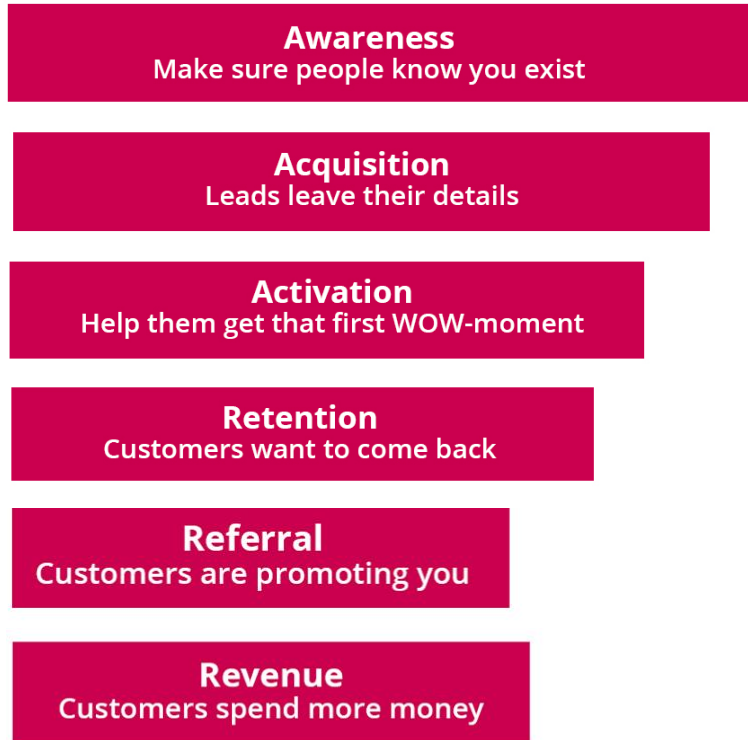 Awareness
Make sure people know you exist
Acquisition
Leads leave their details
Activation
Help them get that first WOW-moment
Retention
Customers want to come back
Referral
Customers are promoting you
Revenue
Customers spend more money